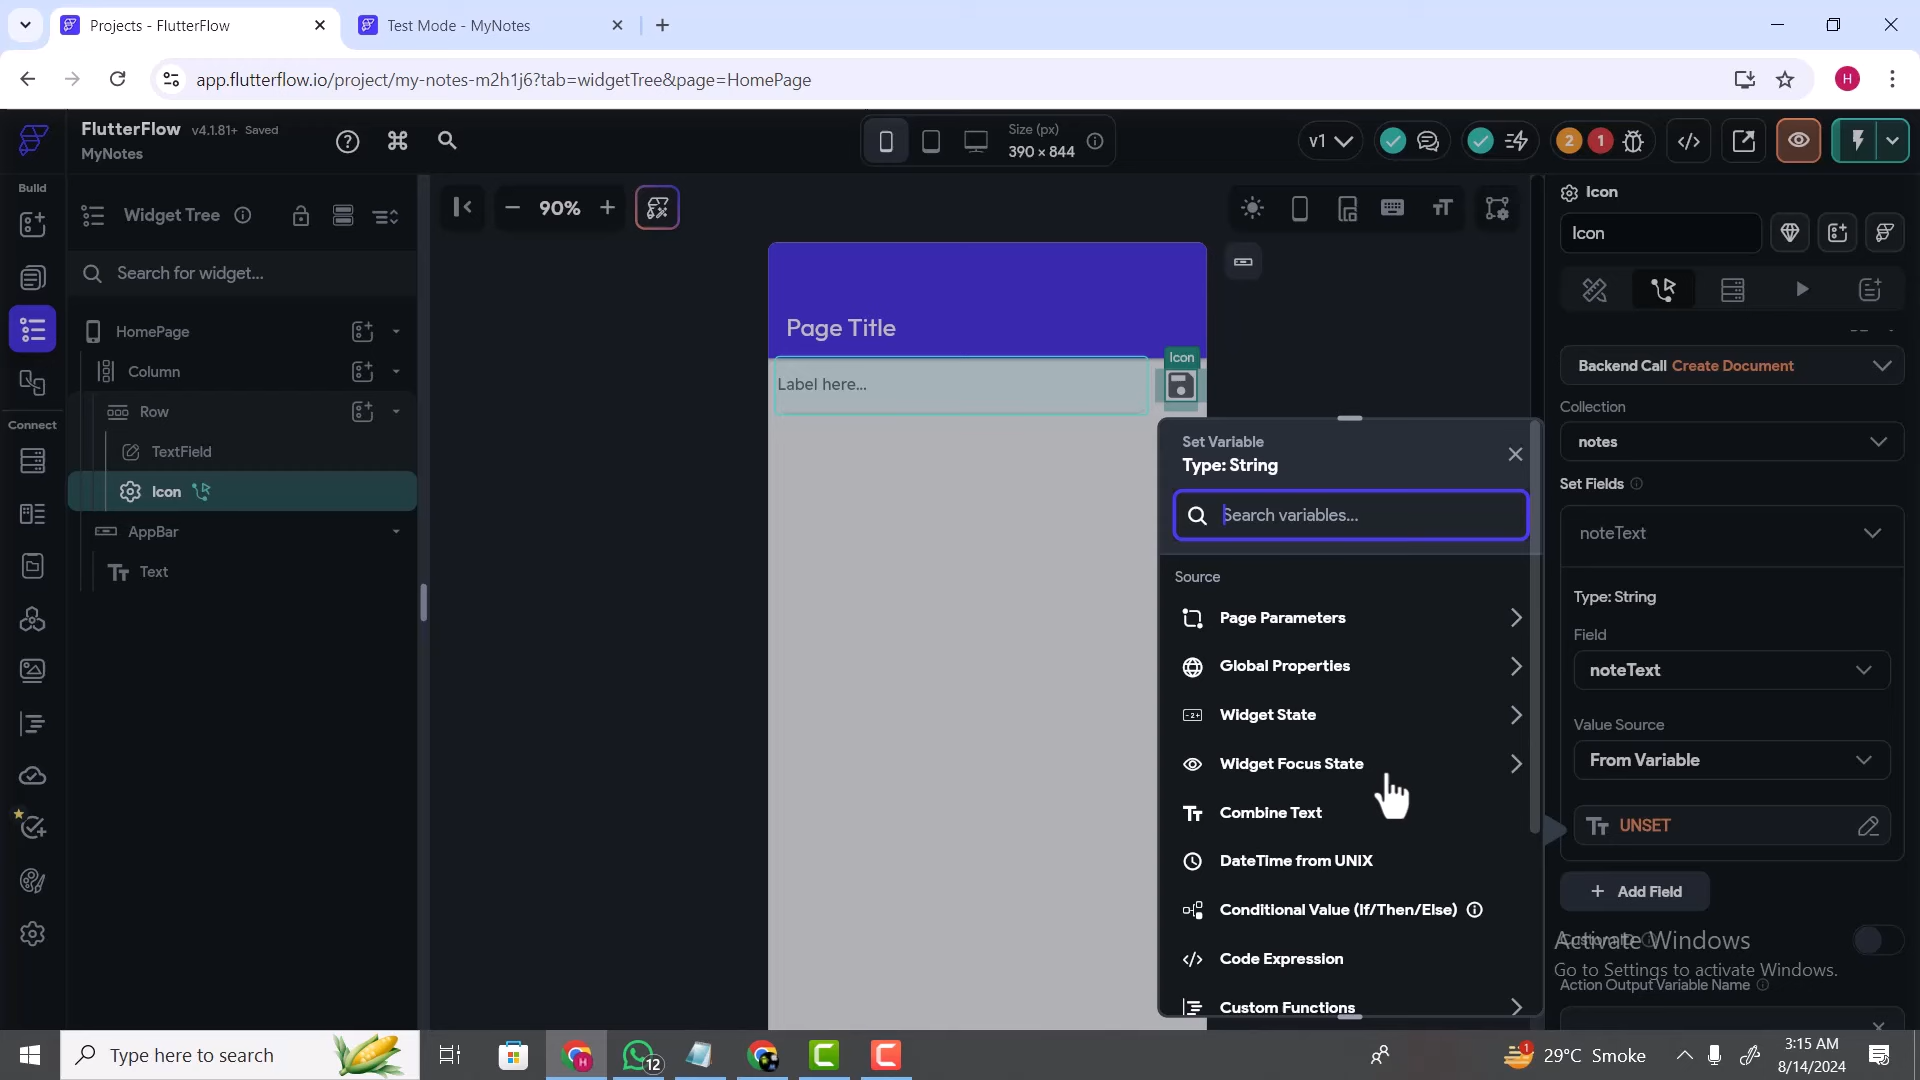 Projects - FlutterFlow
Test Mode - MyNotes
app.flutterflow.io/project/my-notes-m2h1j6?tab=widgetTree&page=HomePage
H
FlutterFlow v4.1.81+ Saved
MyNotes
Size (px)
390 × 844
v1
2
1
Build
Widget Tree
Search for widget...
HomePage
Column
Row
TextField
Icon
AppBar
Text
Connect
90%
Page Title
Icon
Label here...
Set Variable
Type: String
Search variables...
Source
Page Parameters
Global Properties
Widget State
Widget Focus State
Combine Text
DateTime from UNIX
Conditional Value (If/Then/Else)
Code Expression
Custom Functions
Icon
Icon
Backend Call Create Document
Collection
notes
Set Fields
noteText
Type: String
Field
noteText
Value Source
From Variable
UNSET
+ Add Field
Activate Windows
Go to Settings to activate Windows.
Action Output Variable Name
Type here to search
12
1
29°C Smoke
3:15 AM
8/14/2024